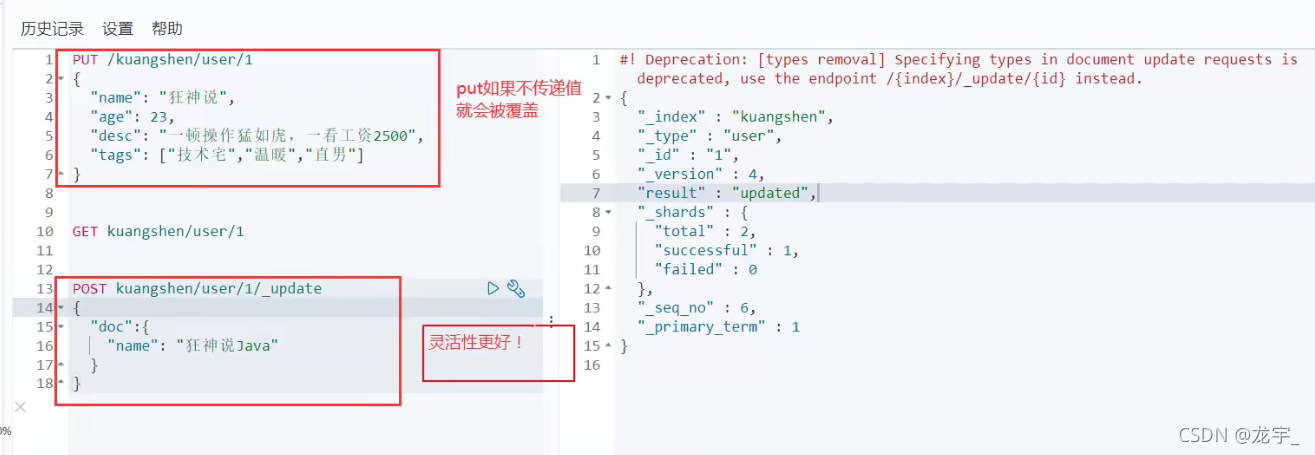 历史记录 设置 帮助
1 PUT /kuangshen/user/1
2 {
3 "name": "狂神说",
4 "age": 23,
5 "desc": "一顿操作猛如虎，一看工资2500",
6 "tags": ["技术宅","温暖","直男"]
7 }
8
9
10 GET kuangshen/user/1
11
12
13 POST kuangshen/user/1/_update
14 {
15 "doc":{
16 "name": "狂神说Java"
17 }
18 }
put如果不传递值
就会被覆盖
灵活性更好！
1 #! Deprecation: [types removal] Specifying types in document update requests is
deprecated, use the endpoint /{index}/_update/{id} instead.
2 {
3 "_index" : "kuangshen",
4 "_type" : "user",
5 "_id" : "1",
6 "_version" : 4,
7 "result" : "updated",
8 "_shards" : {
9 "total" : 2,
10 "successful" : 1,
11 "failed" : 0
12 },
13 "_seq_no" : 6,
14 "_primary_term" : 1
15 }
16
0%
CSDN @龙宇_